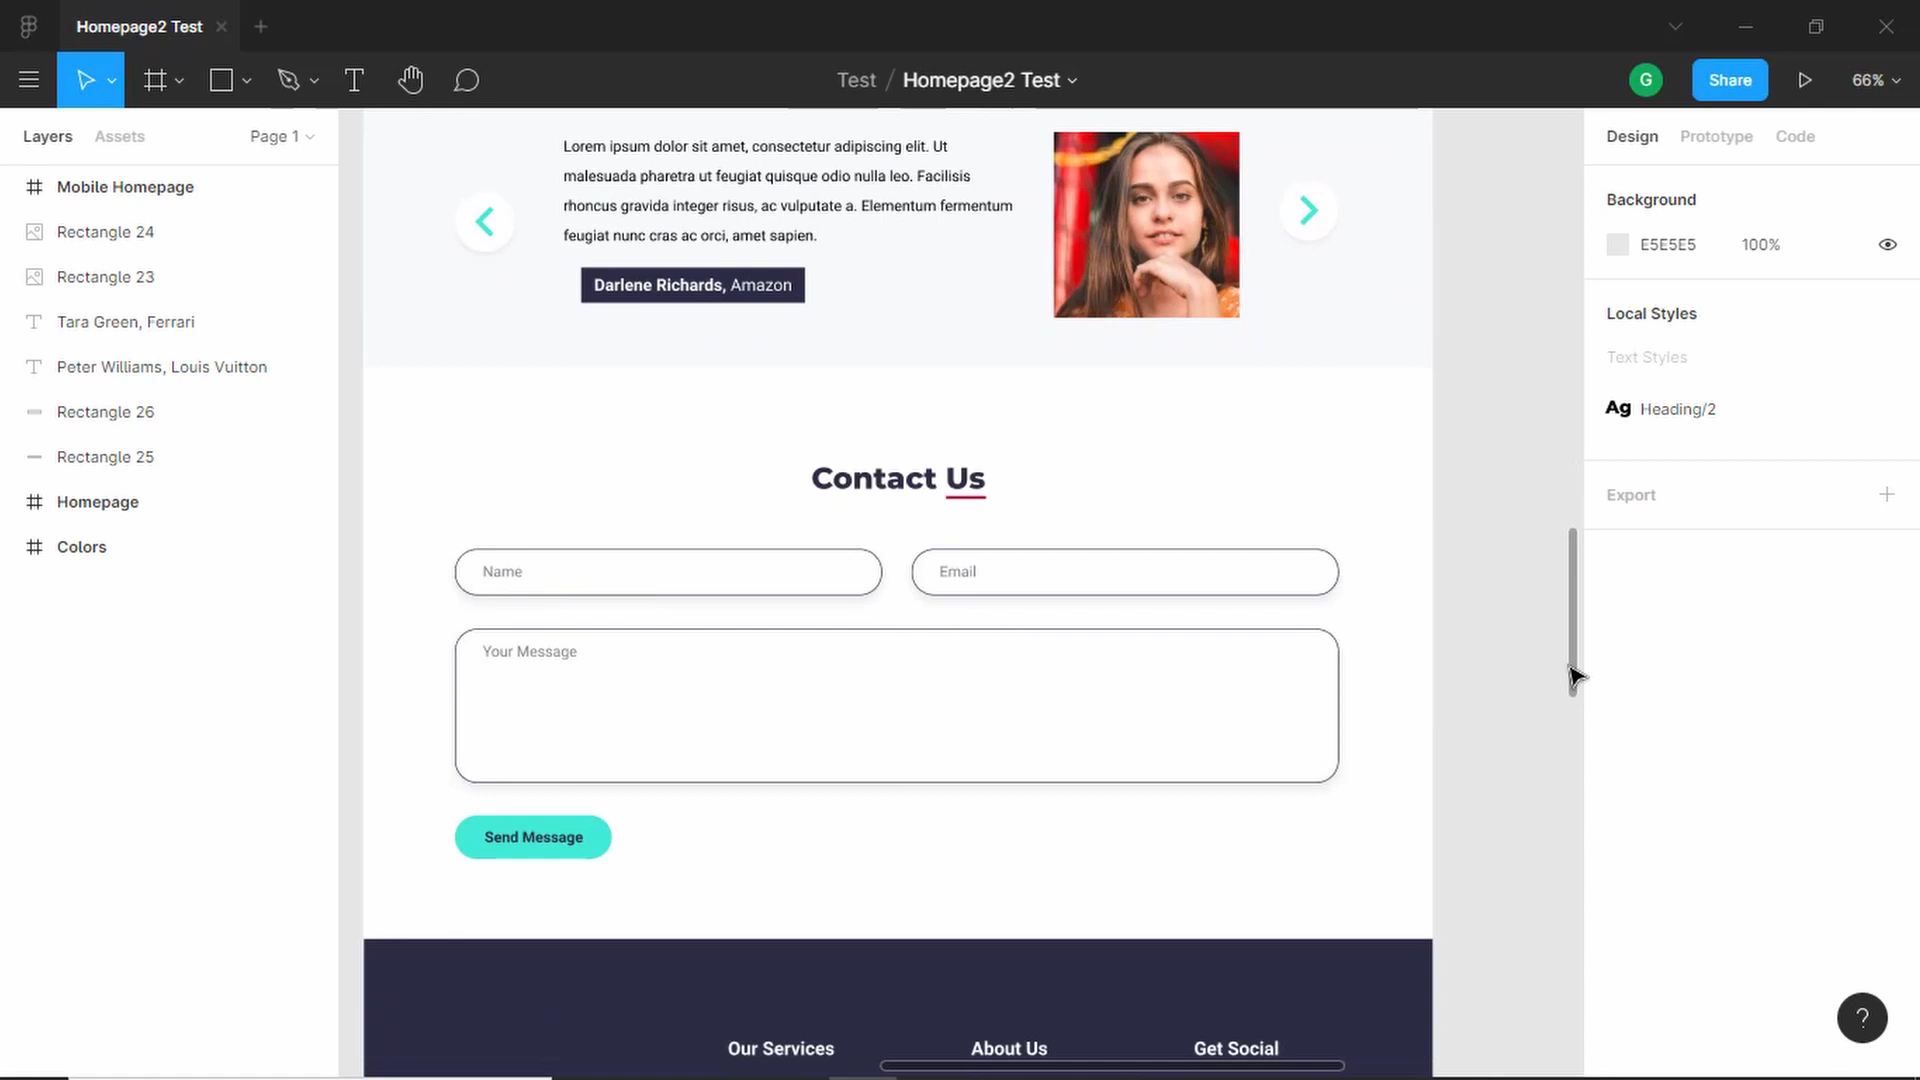 Homepage2 Test
Test / Homepage2 Test
G
Share
66%
Layers
Assets
Page 1
Mobile Homepage
Rectangle 24
Rectangle 23
Tara Green, Ferrari
Peter Williams, Louis Vuitton
Rectangle 26
Rectangle 25
Homepage
Colors
Lorem ipsum dolor sit amet, consectetur adipiscing elit. Ut
malesuada pharetra ut feugiat quisque odio nulla leo. Facilisis
rhoncus gravida integer risus, ac vulputate a. Elementum fermentum
feugiat nunc cras ac orci, amet sapien.
Darlene Richards, Amazon
Contact Us
Name
Email
Your Message
Send Message
Our Services
About Us
Get Social
Design
Prototype
Code
Background
E5E5E5
100%
Local Styles
Text Styles
Ag Heading/2
Export
?